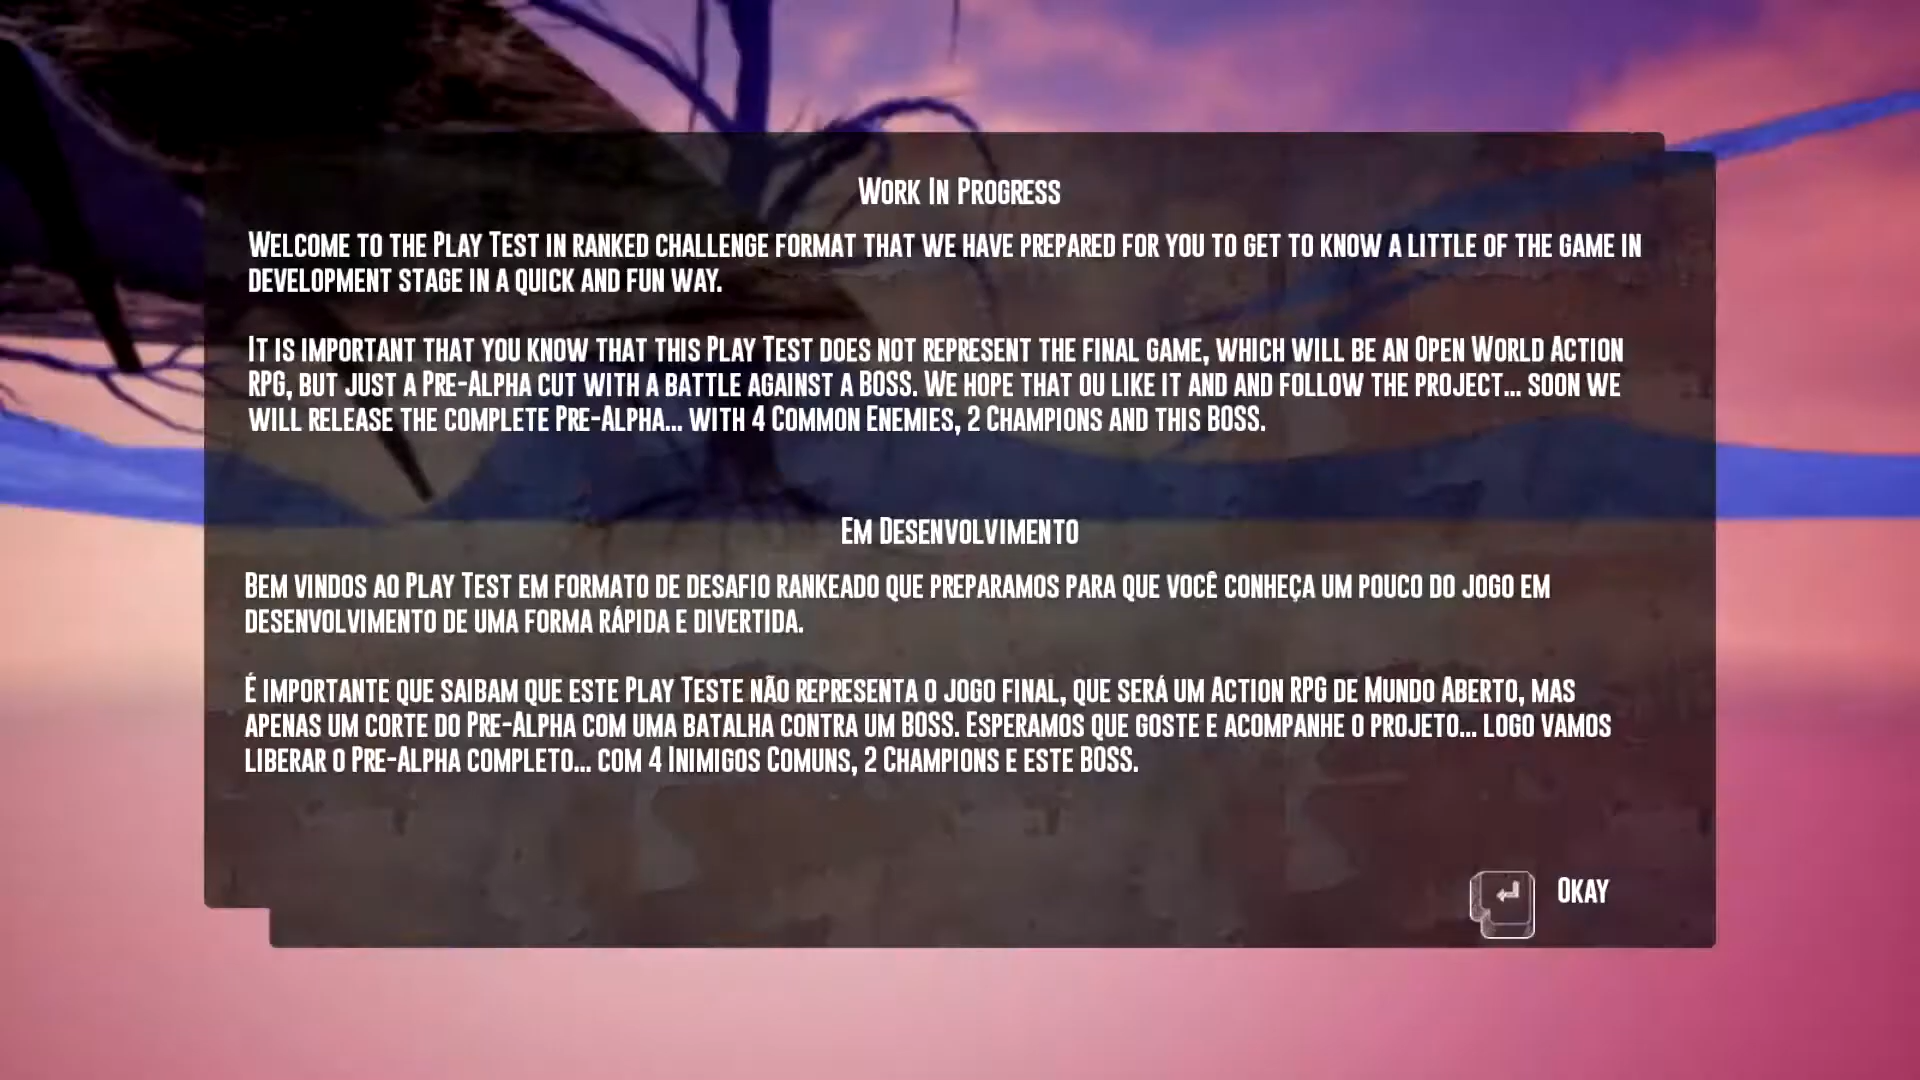 Work In Progress
Welcome to the Play Test in ranked challenge format that we have prepared for you to get to know a little of the game in
development stage in a quick and fun way.
It is important that you know that this Play Test does not represent the final game, which will be an Open World Action
RPG, but just a Pre-Alpha cut with a battle against a BOSS. We hope that ou like it and and follow the project... soon we
will release the complete Pre-Alpha... with 4 Common Enemies, 2 Champions and this BOSS.
Em Desenvolvimento
Bem vindos ao Play Test em formato de desafio rankeado que preparamos para que você conheça um pouco do jogo em
desenvolvimento de uma forma rápida e divertida.
É importante que saibam que este Play Teste não representa o jogo final, que será um Action RPG de Mundo Aberto, mas
apenas um corte do Pre-Alpha com uma batalha contra um BOSS. Esperamos que goste e acompanhe o projeto... logo vamos
liberar o Pre-Alpha completo... com 4 Inimigos Comuns, 2 Champions e este BOSS.
Okay